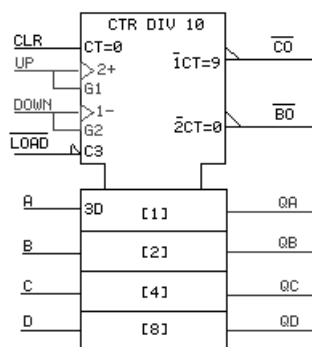 CTR DIV 10
CLR CT=0 1CT=9 CO
UP 2+
G1
DOWN 1- 2CT=0 BO
G2
LOAD C3
A 3D [1] QA
B [2] QB
C [4] QC
D [8] QD